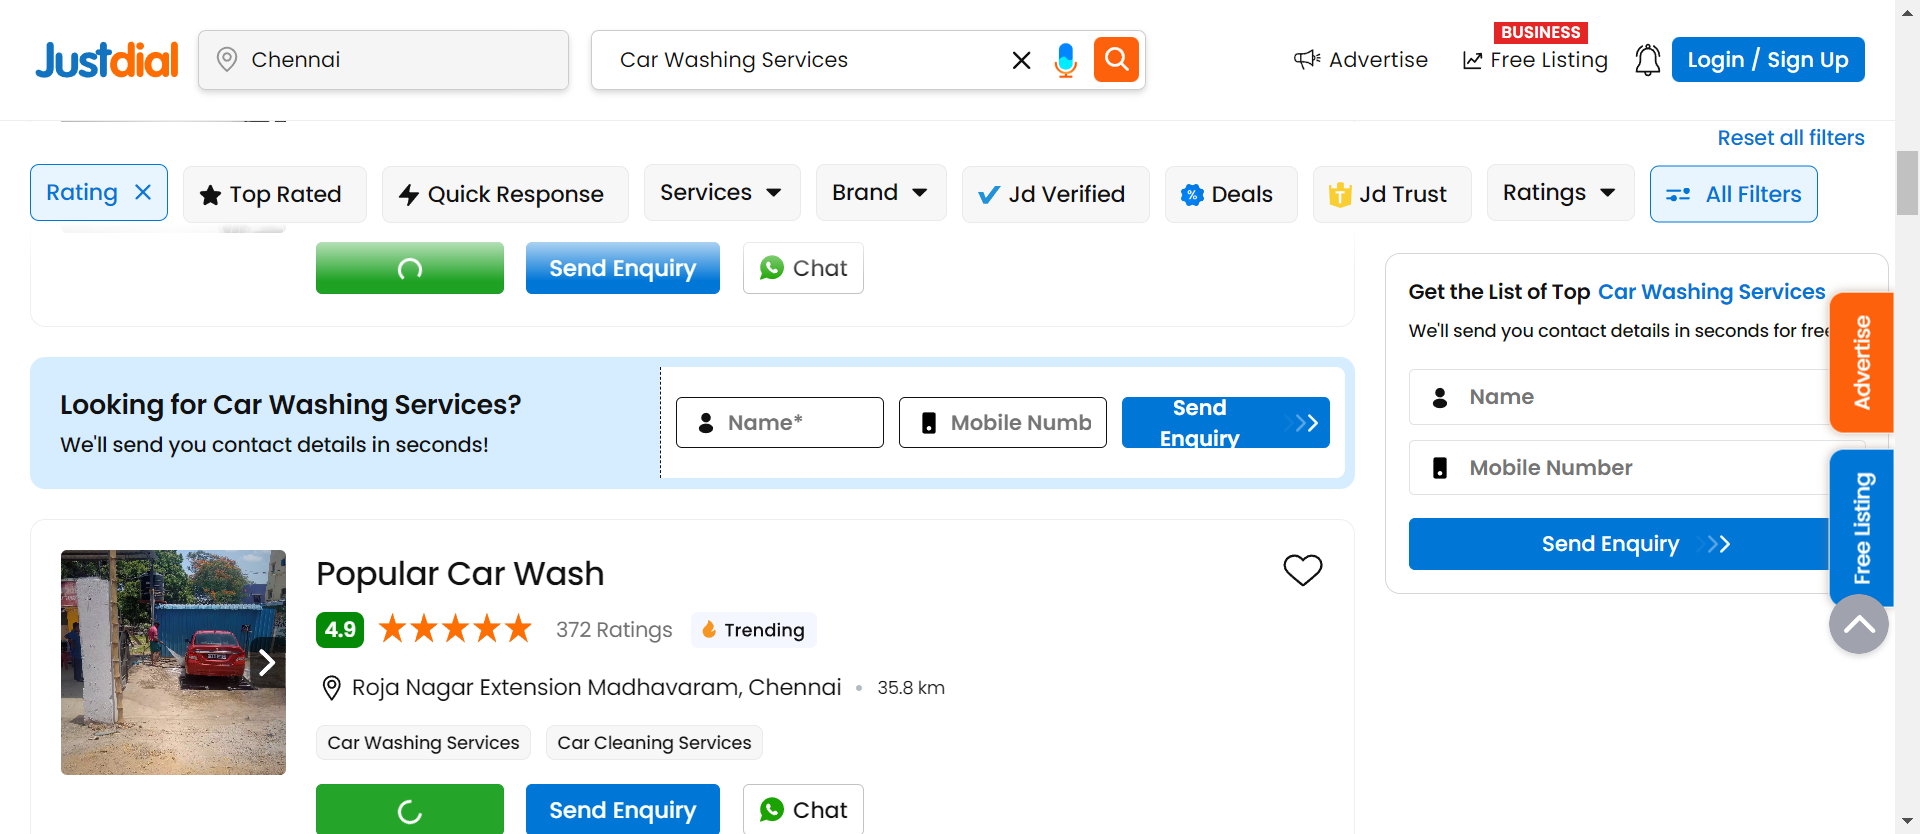 Justdial
Chennai
Car Washing Services
Advertise
BUSINESS
Free Listing
Login / Sign Up
Reset all filters
Rating
Top Rated
Quick Response
Services
Brand
Jd Verified
Deals
Jd Trust
Ratings
All Filters
Send Enquiry
Chat
Looking for Car Washing Services?
We'll send you contact details in seconds!
Name*
Mobile Numb
Send
Enquiry
Get the List of Top Car Washing Services
We'll send you contact details in seconds for free
Name
Mobile Number
Send Enquiry
Advertise
Free Listing
Popular Car Wash
4.9
372 Ratings
Trending
Roja Nagar Extension Madhavaram, Chennai • 35.8 km
Car Washing Services
Car Cleaning Services
Send Enquiry
Chat